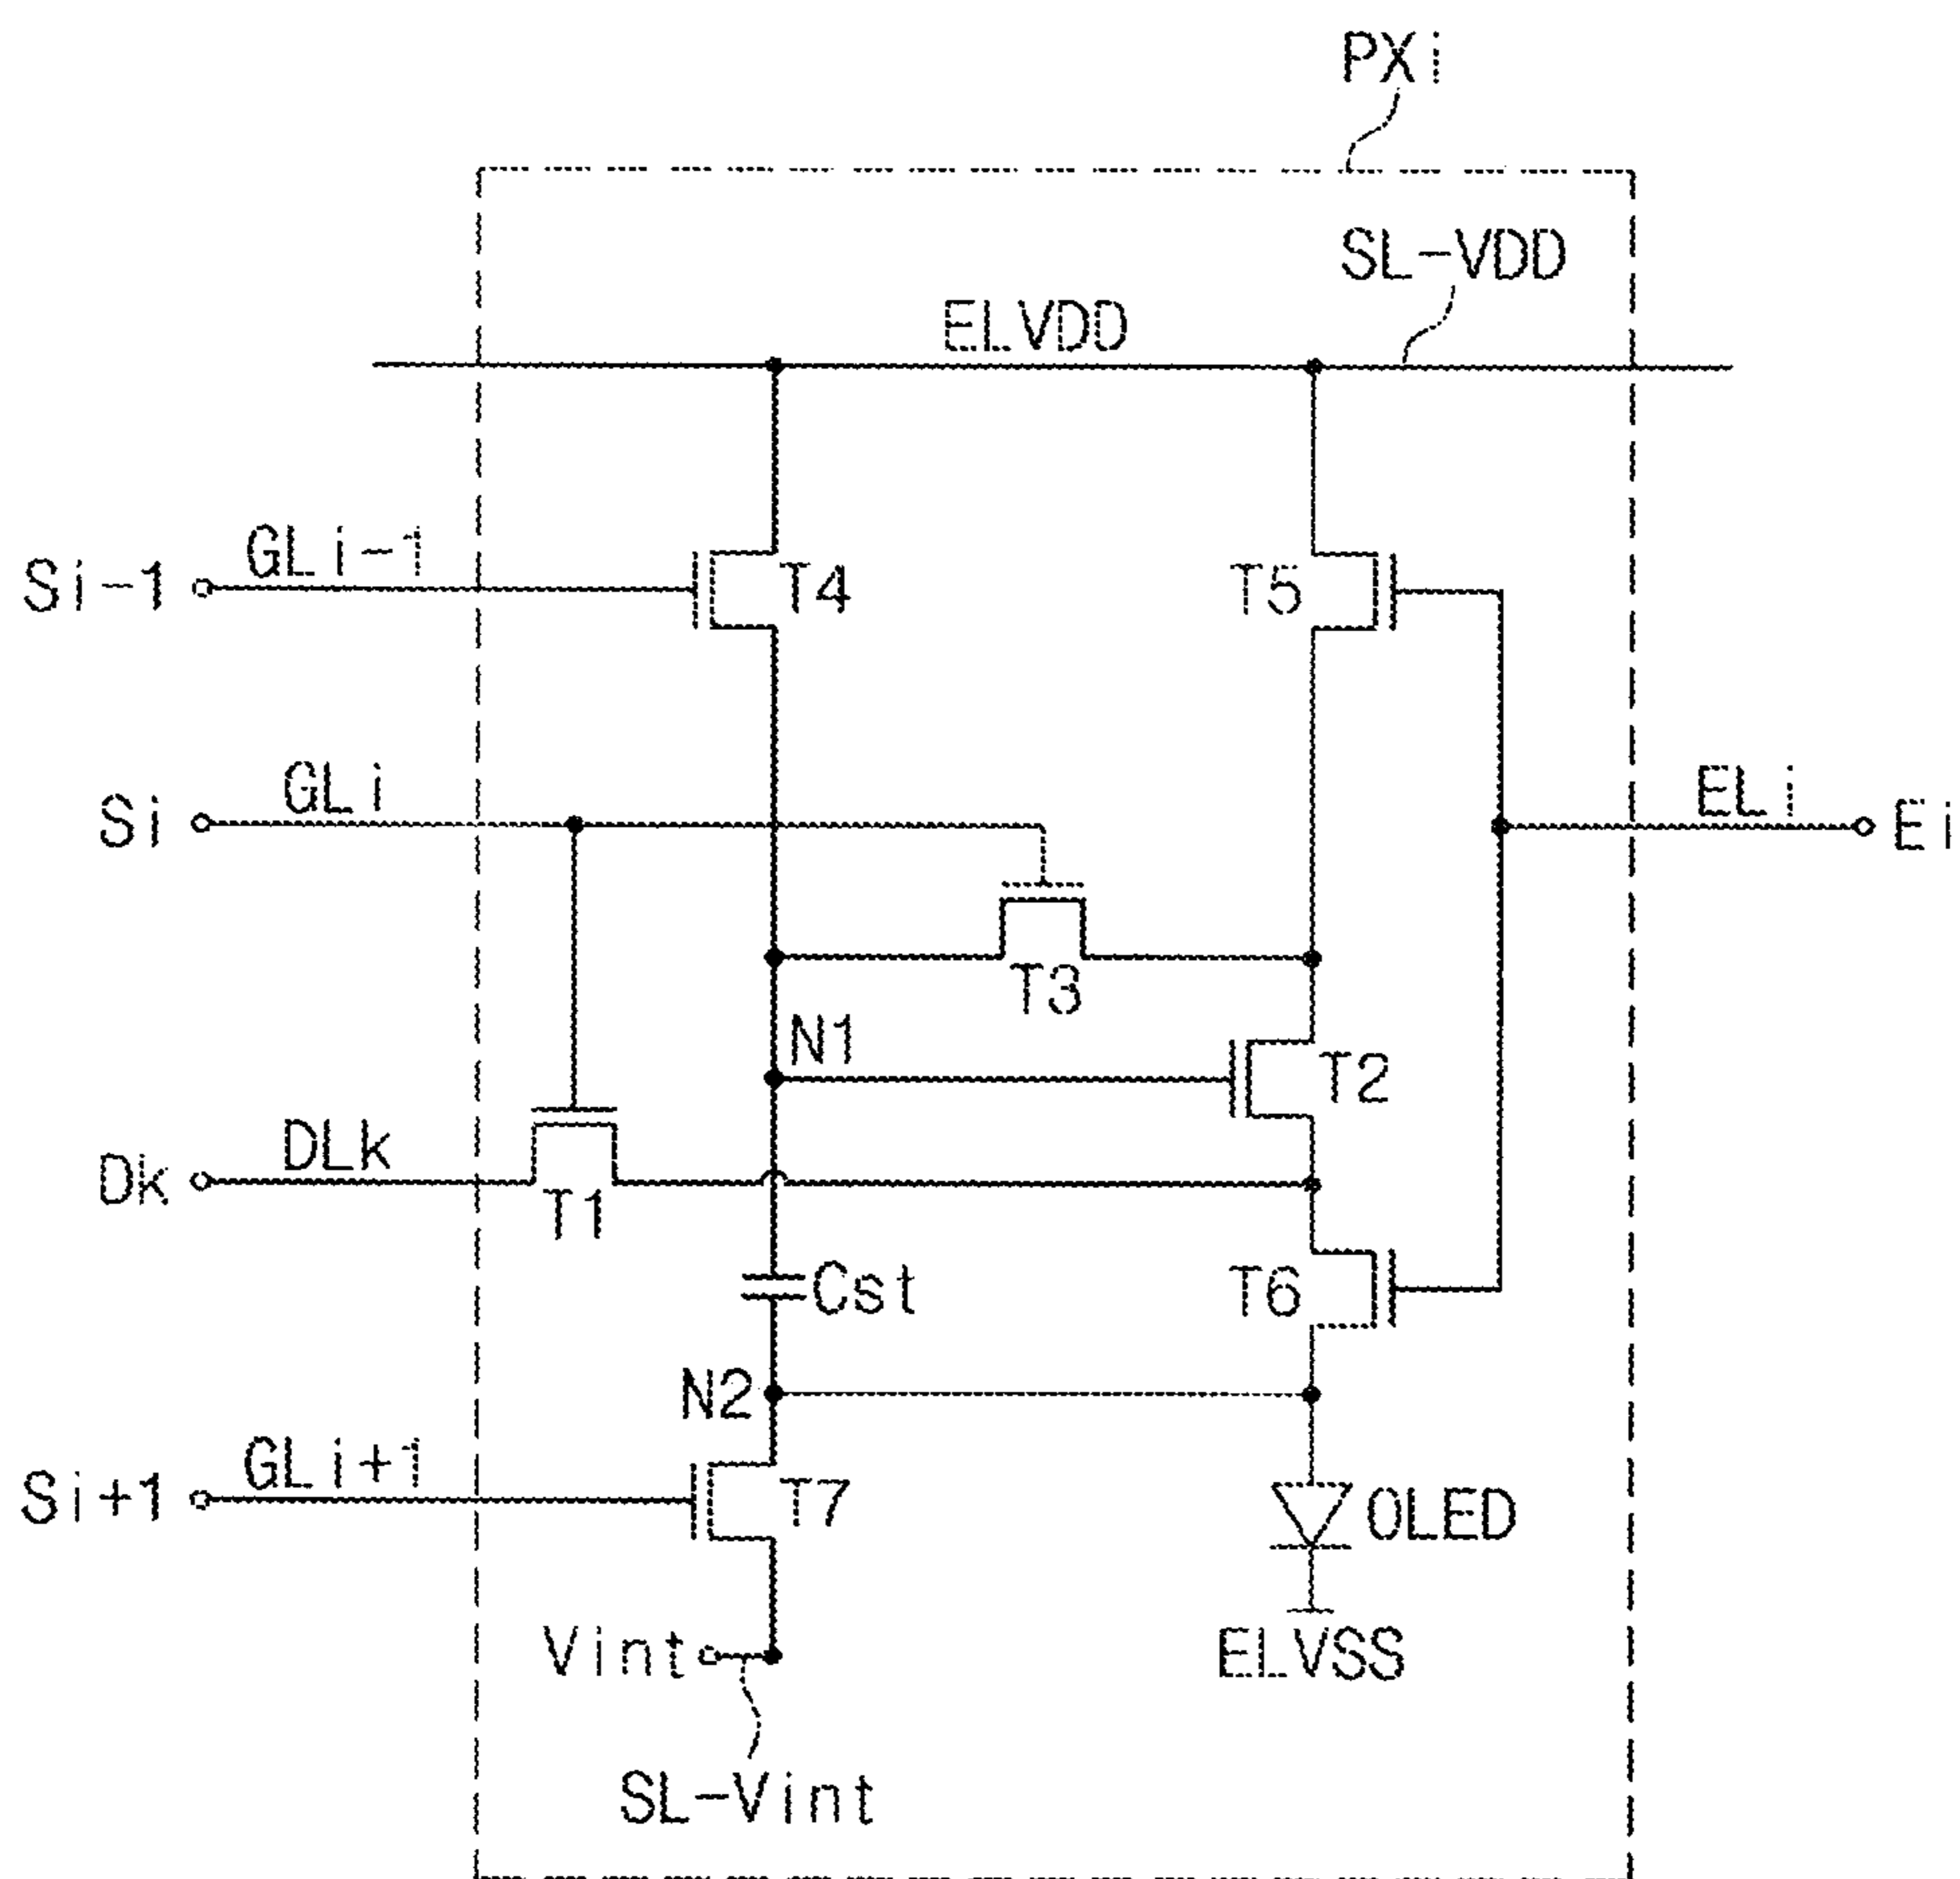 PXi
SL-VDD
ELVDD
GLi-1
Si-1
T4
T5
GLi
Si
ELi
Ei
T3
N1
T2
DLk
Dk
T1
Cst
T6
N2
GLi+1
Si+1
T7
OLED
Vint
ELVSS
SL-Vint